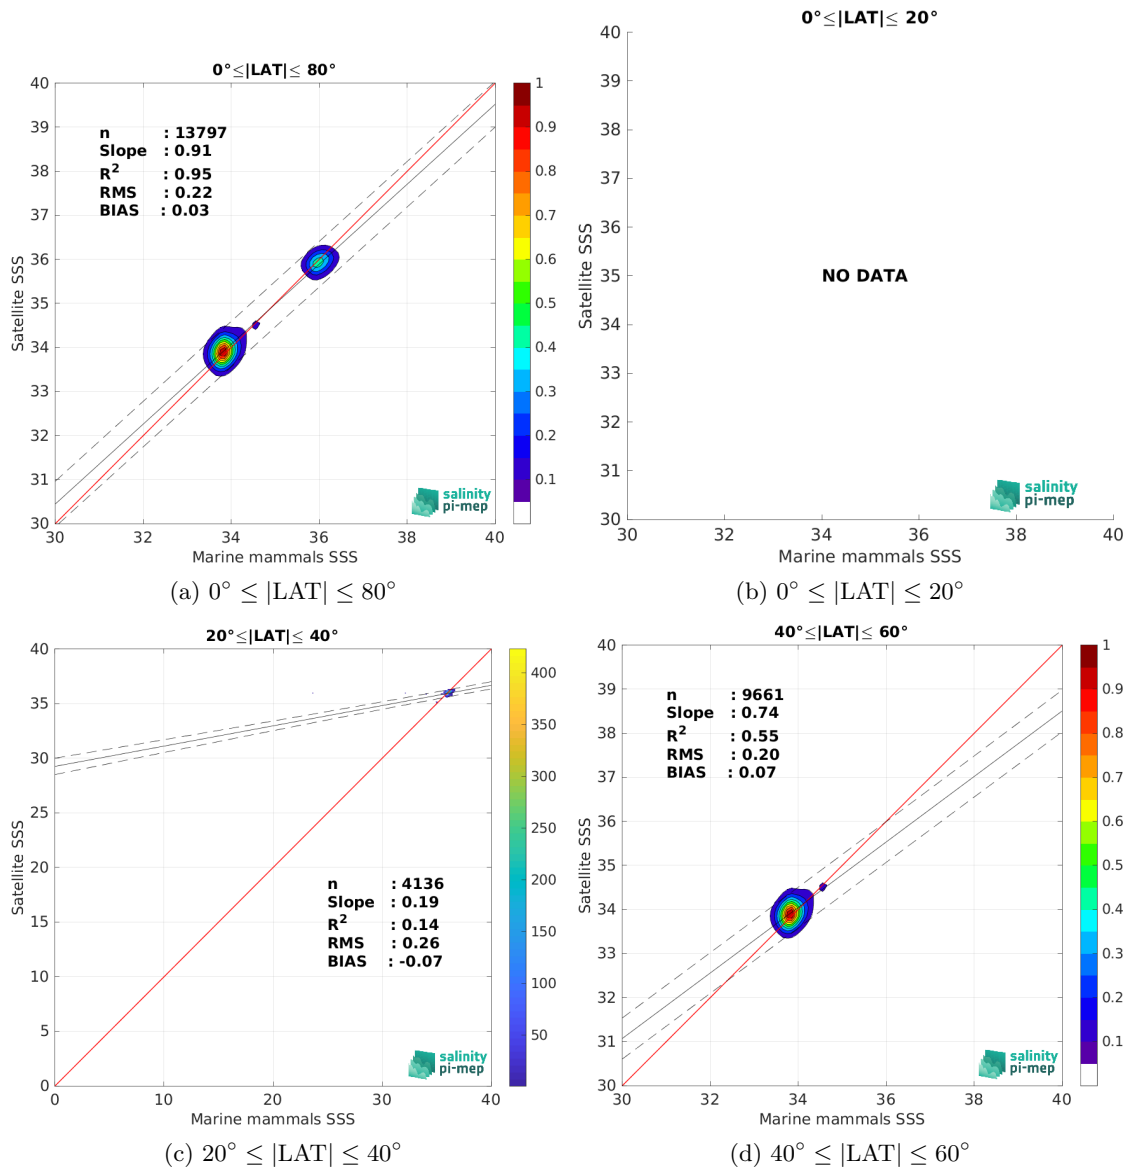 0°≤|LAT|≤ 80°
40
39
38
37
36
35
34
33
32
31
30
30 32 34 36 38 40
Satellite SSS
Marine mammals SSS
n : 13797
Slope : 0.91
R² : 0.95
RMS : 0.22
BIAS : 0.03
1
0.9
0.8
0.7
0.6
0.5
0.4
0.3
0.2
0.1
salinity
pi-mep
(a) 0° ≤ |LAT| ≤ 80°
0°≤|LAT|≤ 20°
40
39
38
37
36
35
34
33
32
31
30
30 32 34 36 38 40
Satellite SSS
Marine mammals SSS
NO DATA
salinity
pi-mep
(b) 0° ≤ |LAT| ≤ 20°
20°≤|LAT|≤ 40°
40
35
30
25
20
15
10
5
0
0 10 20 30 40
Satellite SSS
Marine mammals SSS
n : 4136
Slope : 0.19
R² : 0.14
RMS : 0.26
BIAS : -0.07
400
350
300
250
200
150
100
50
salinity
pi-mep
(c) 20° ≤ |LAT| ≤ 40°
40°≤|LAT|≤ 60°
40
39
38
37
36
35
34
33
32
31
30
30 32 34 36 38 40
Satellite SSS
Marine mammals SSS
n : 9661
Slope : 0.74
R² : 0.55
RMS : 0.20
BIAS : 0.07
1
0.9
0.8
0.7
0.6
0.5
0.4
0.3
0.2
0.1
salinity
pi-mep
(d) 40° ≤ |LAT| ≤ 60°